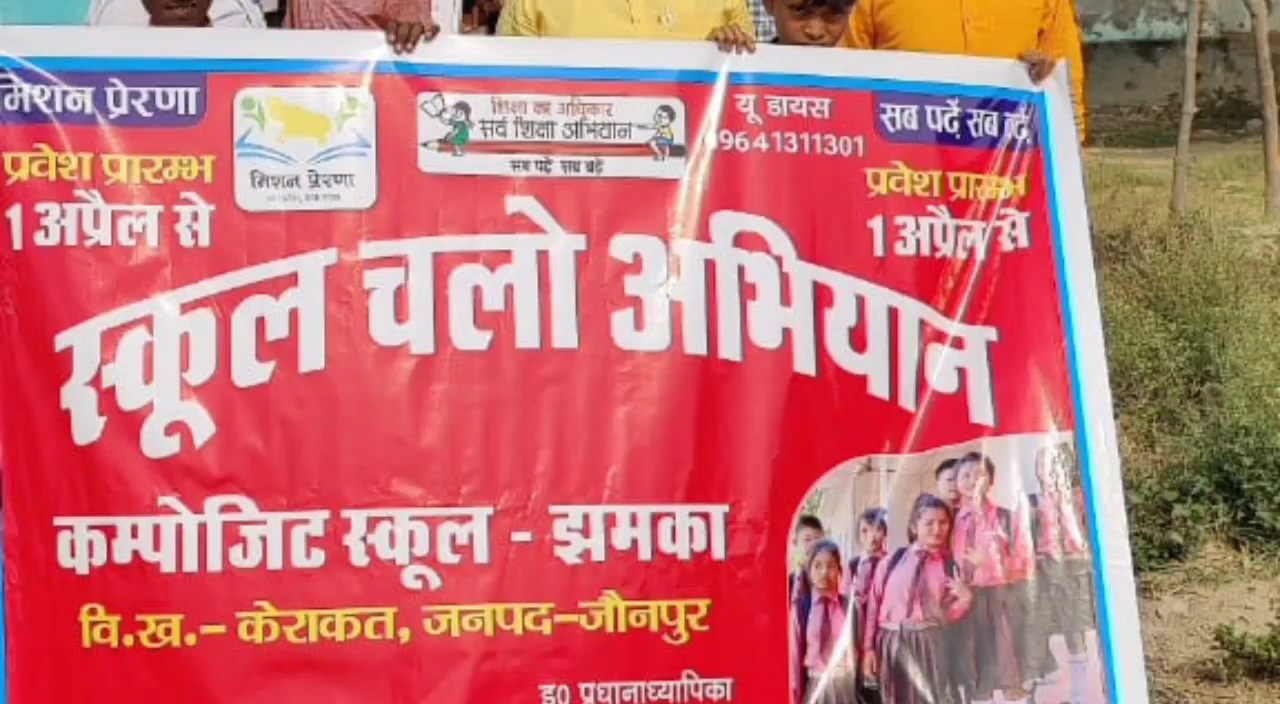 मिशन प्रेरणा
प्रवेश प्रारम्भ
1 अप्रैल से
मिशन प्रेरणा
शिक्षा का अधिकार
सर्व शिक्षा अभियान
सब पढ़ें सब बढ़ें
यू डायस
9641311301
सब पढ़ें सब बढ़ें
प्रवेश प्रारम्भ
1 अप्रैल से
स्कूल चलो अभियान
कम्पोजिट स्कूल - झमका
वि.ख.- केराकत, जनपद-जौनपुर
इ0 प्रधानाध्यापिका